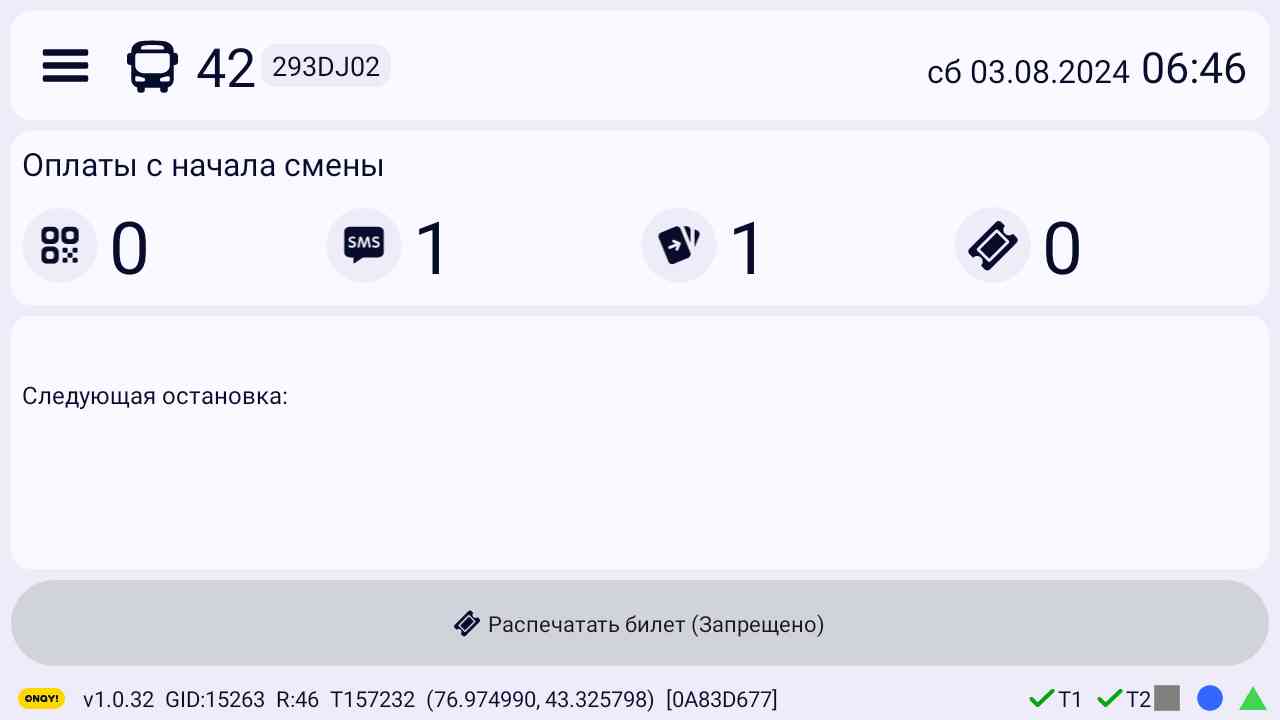 42 293DJ02 сб 03.08.2024 06:46
Оплаты с начала смены
0 SMS 1 1 0
Следующая остановка:
Распечатать билет (Запрещено)
ONAY! v1.0.32 GID:15263 R:46 T157232 (76.974990, 43.325798) [0A83D677] T1 T2